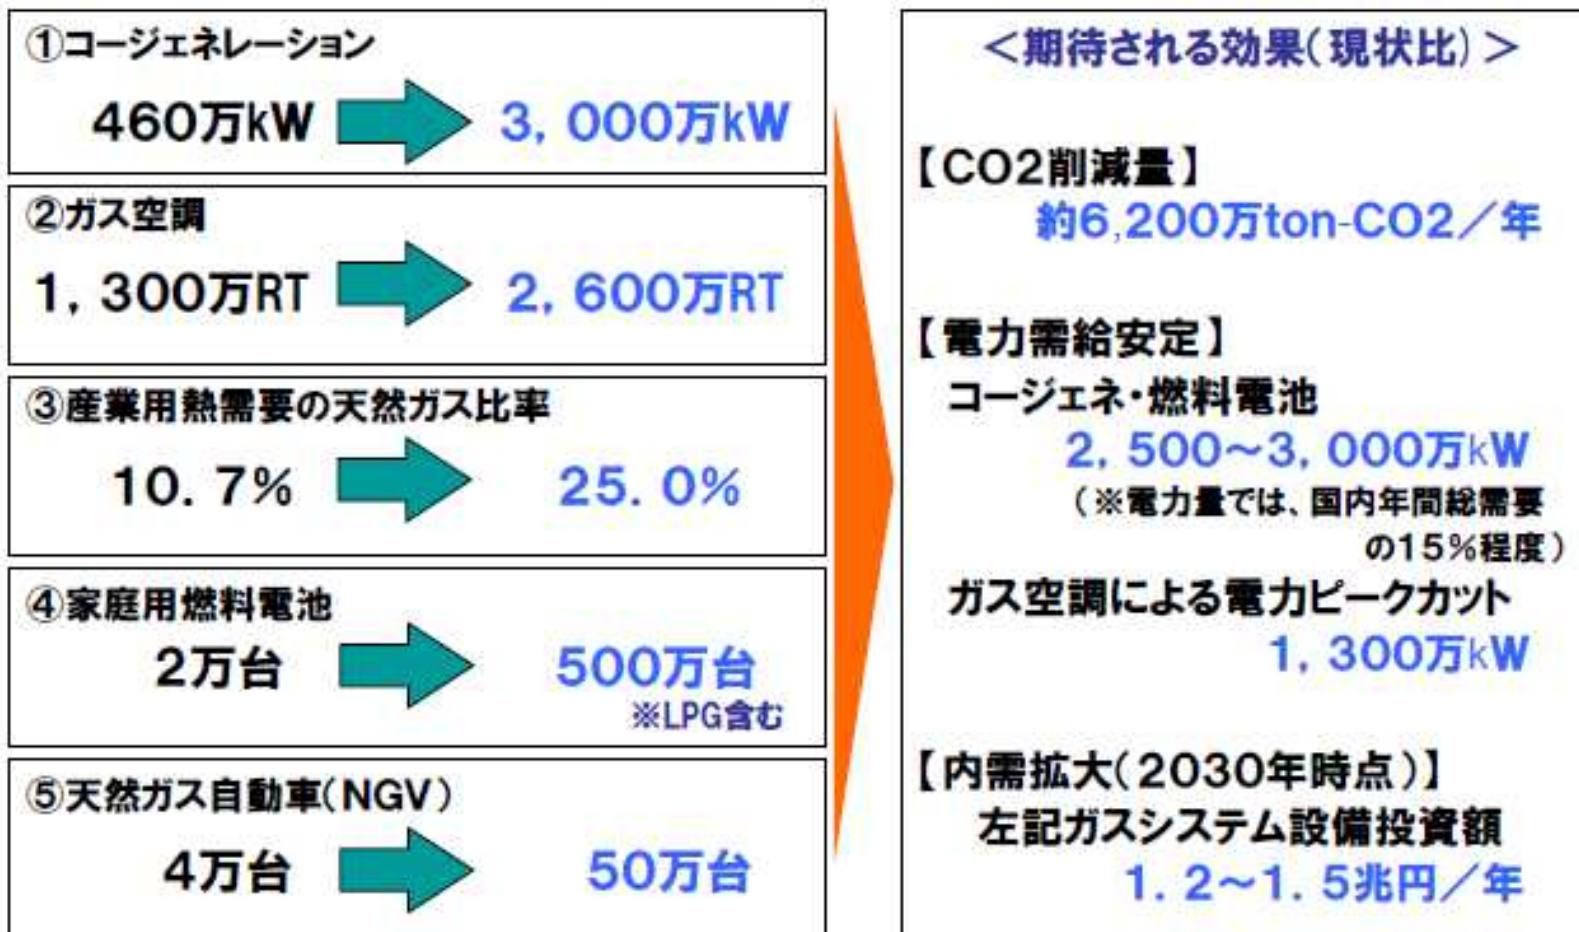 ①コージェネレーション
460万kW
3,000万kW
②ガス空調
1,300万RT
2,600万RT
③産業用熱需要の天然ガス比率
10.7%
25.0%
④家庭用燃料電池
2万台
500万台
※LPG含む
⑤天然ガス自動車(NGV)
4万台
50万台
<期待される効果(現状比)>
【CO2削減量】
約6,200万ton-CO2/年
【電力需給安定】
コージェネ・燃料電池
2,500~3,000万kW
(※電力量では、国内年間総需要
の15%程度)
ガス空調による電力ピークカット
1,300万kW
【内需拡大(2030年時点)】
左記ガスシステム設備投資額
1.2~1.5兆円/年